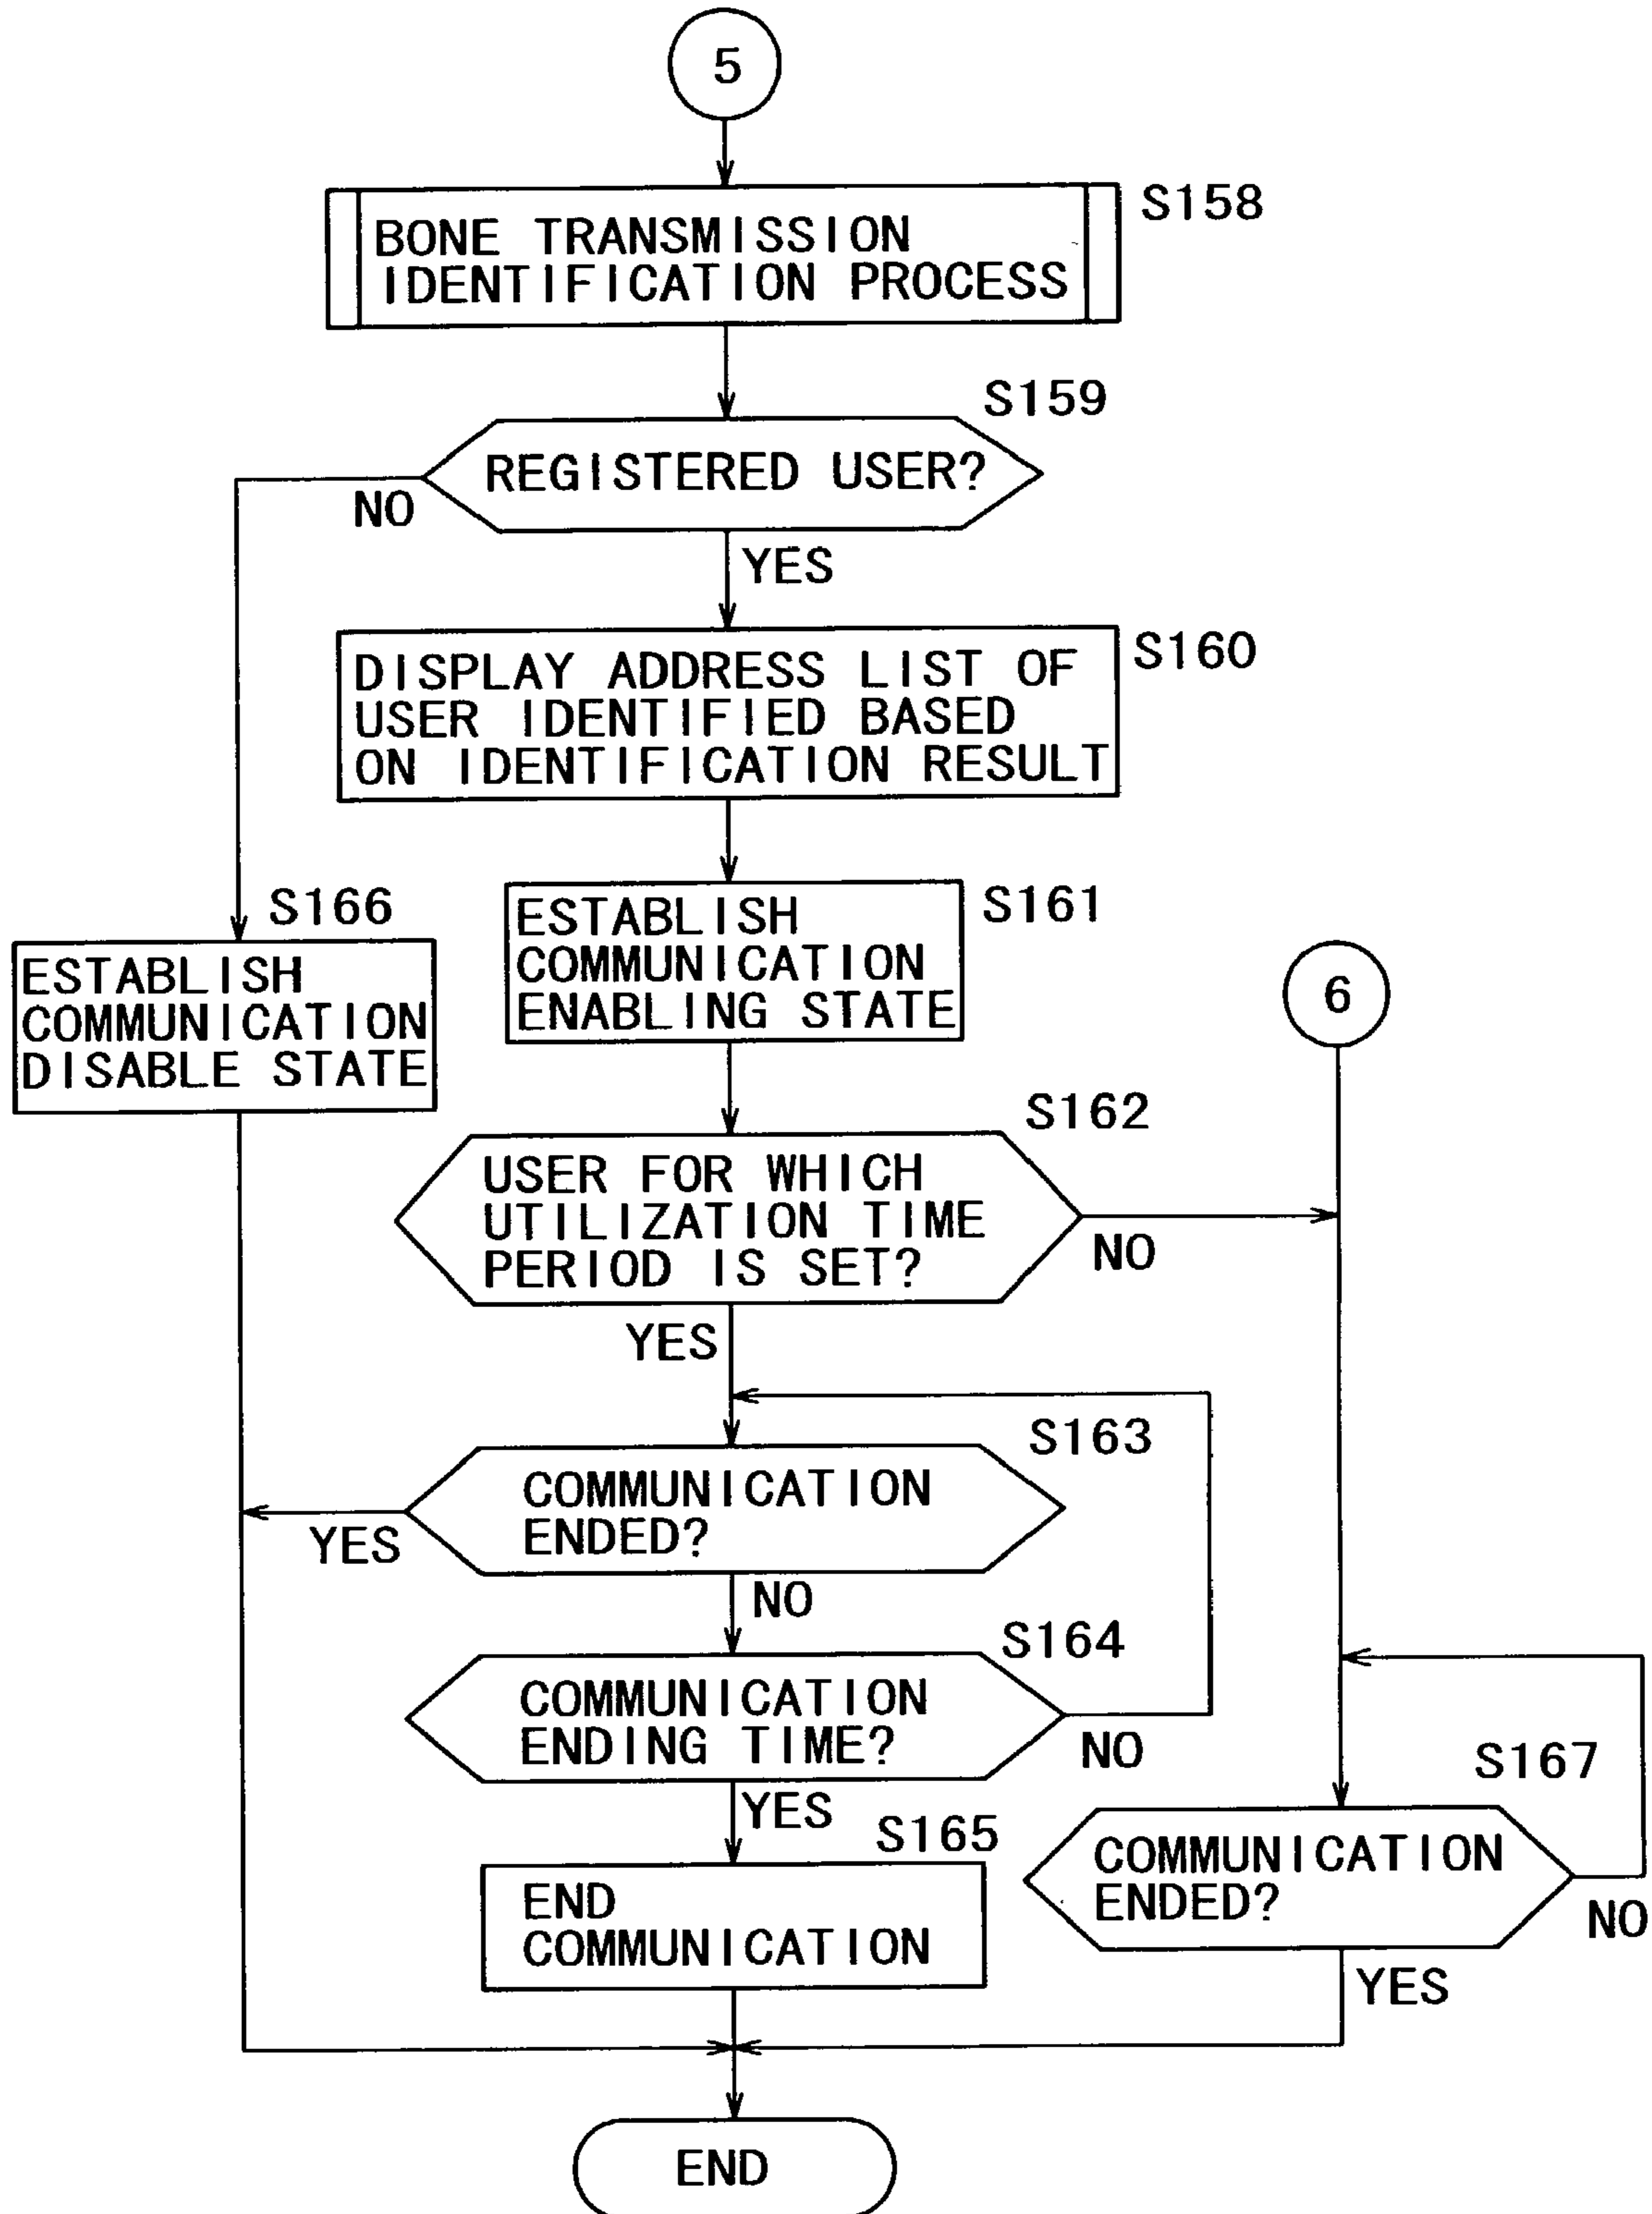 5
S158
BONE TRANSMISSION
IDENTIFICATION PROCESS
S159
REGISTERED USER?
NO
YES
S160
DISPLAY ADDRESS LIST OF
USER IDENTIFIED BASED
ON IDENTIFICATION RESULT
S166
ESTABLISH
COMMUNICATION
DISABLE STATE
S161
ESTABLISH
COMMUNICATION
ENABLING STATE
6
S162
USER FOR WHICH
UTILIZATION TIME
PERIOD IS SET?
NO
YES
S163
COMMUNICATION
ENDED?
YES
NO
S164
COMMUNICATION
ENDING TIME?
NO
YES
S165
END
COMMUNICATION
S167
COMMUNICATION
ENDED?
NO
YES
END